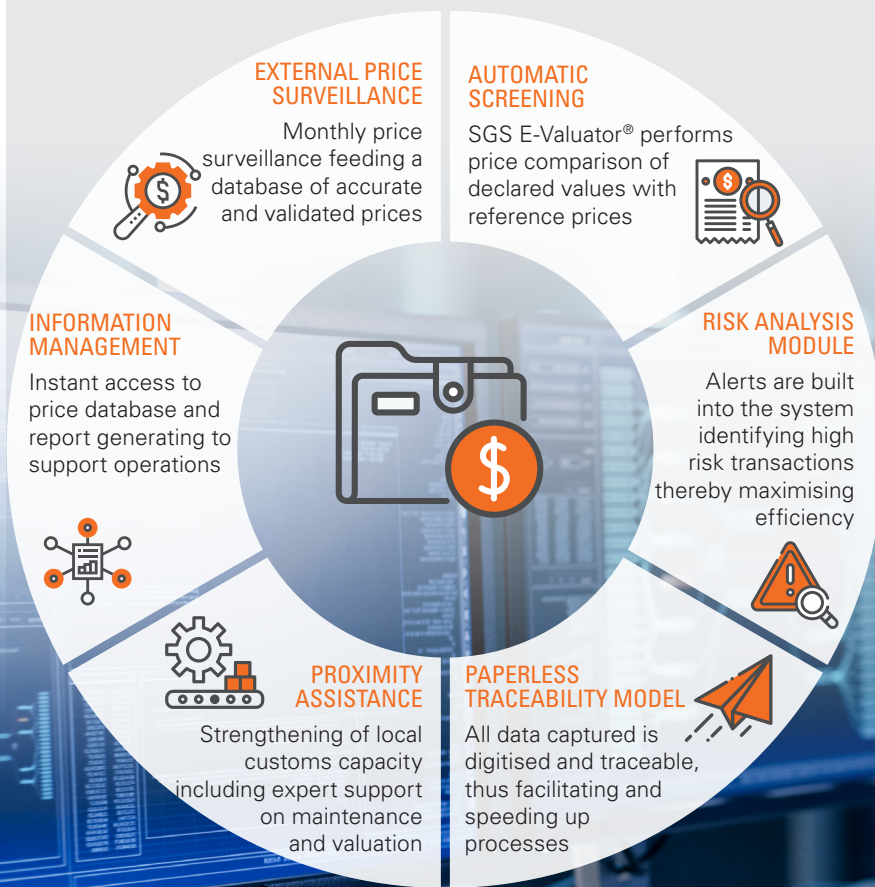 EXTERNAL PRICE
SURVEILLANCE
Monthly price
surveillance feeding a
database of accurate
and validated prices
AUTOMATIC
SCREENING
SGS E-Valuator® performs
price comparison of
declared values with
reference prices
INFORMATION
MANAGEMENT
Instant access to
price database and
report generating to
support operations
RISK ANALYSIS
MODULE
Alerts are built
into the system
identifying high
risk transactions
thereby maximising
efficiency
PROXIMITY
ASSISTANCE
Strengthening of local
customs capacity
including expert support
on maintenance
and valuation
PAPERLESS
TRACEABILITY MODEL
All data captured is
digitised and traceable,
thus facilitating and
speeding up
processes